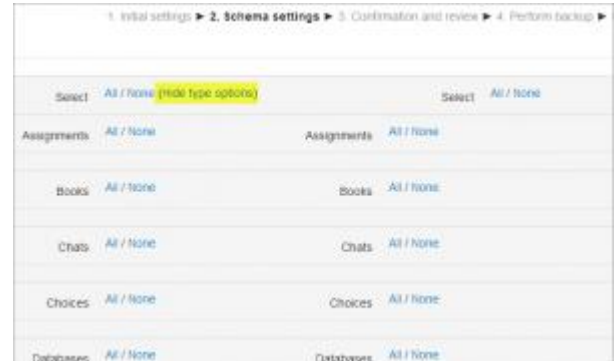 1. Initial settings ► 2. Schema settings ► 3. Confirmation and review ► 4. Perform backup ►
Select All / None (Hide type options) Select All / None
Assignments All / None Assignments All / None
Books All / None Books All / None
Chats All / None Chats All / None
Choices All / None Choices All / None
Databases All / None Databases All / None